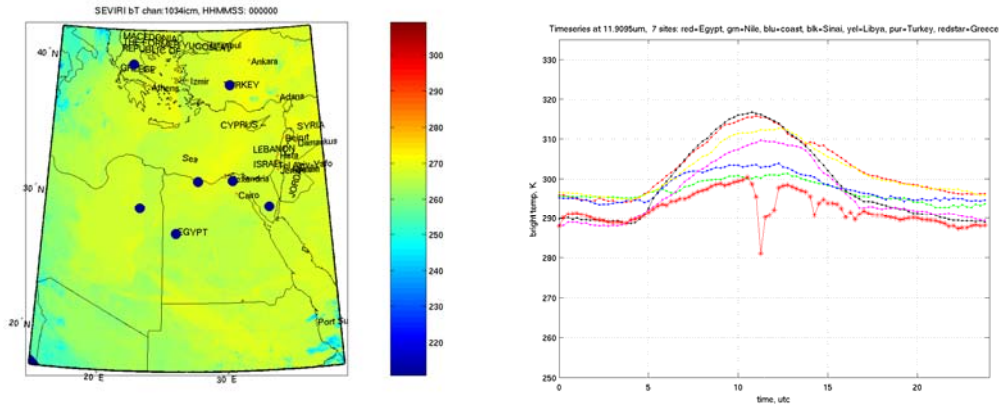 SEVIRI bT chan:1034icm, HHMMSS: 000000
40°N
30°N
20°N
20°E
30°E
MACEDONIA
REPUBLIC OF
YUGOSLAV
Ankara
GREECE
Izmir
TURKEY
Athens
Adana
CYPRUS
SYRIA
Beirut
Damaskus
LEBANON
Haifa
ISRAEL
Sea
JORDAN
Cairo
EGYPT
Port Su
300
290
280
270
260
250
240
230
220
Timeseries at 11.9095um, 7 sites: red=Egypt, grn=Nile, blu=coast, blk=Sinai, yel=Libya, pur=Turkey, redstar=Greece
bright temp, K
330
320
310
300
290
280
270
260
250
0
5
10
15
20
time, utc